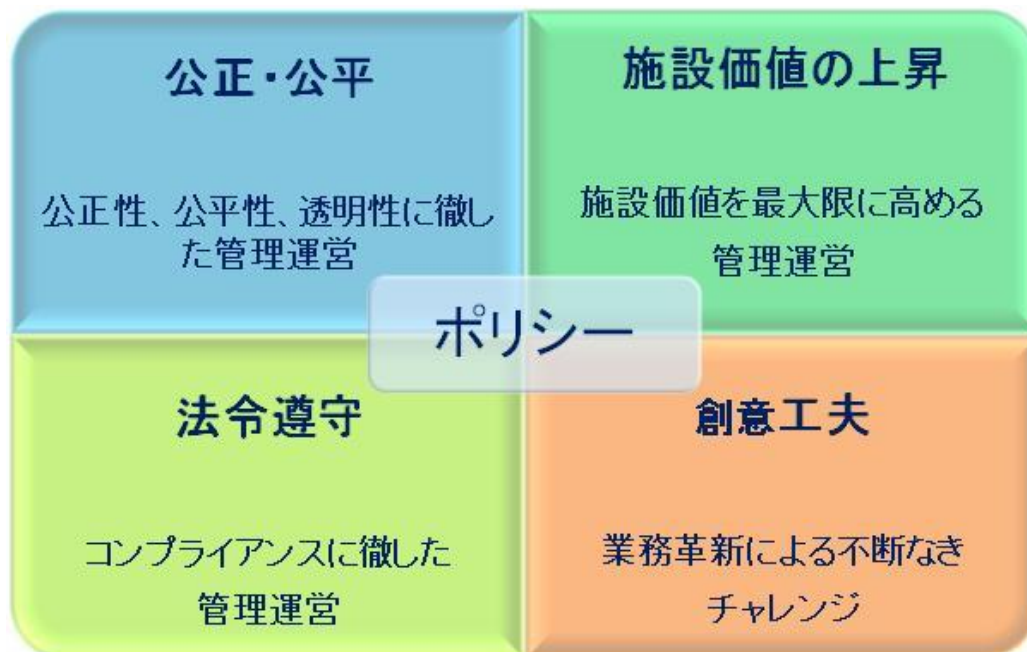 公正・公平
公正性、公平性、透明性に徹し
た管理運営
施設価値の上昇
施設価値を最大限に高める
管理運営
ポリシー
法令遵守
コンプライアンスに徹した
管理運営
創意工夫
業務革新による不断なき
チャレンジ